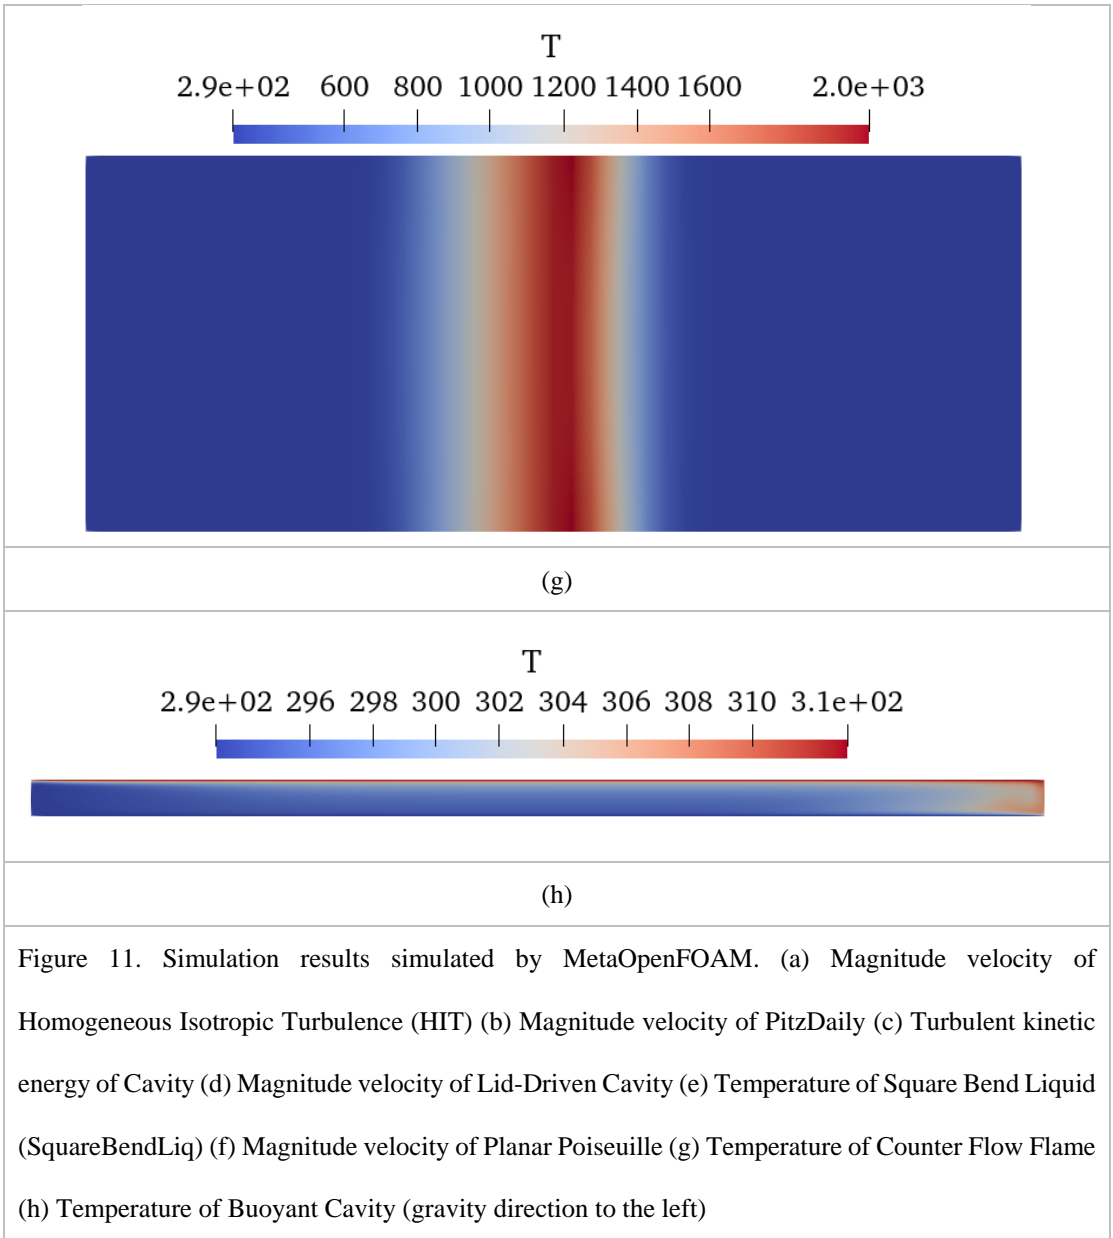 T
2.9e+02 600 800 1000 1200 1400 1600 2.0e+03
(g)
T
2.9e+02 296 298 300 302 304 306 308 310 3.1e+02
(h)
Figure 11. Simulation results simulated by MetaOpenFOAM. (a) Magnitude velocity of
Homogeneous Isotropic Turbulence (HIT) (b) Magnitude velocity of PitzDaily (c) Turbulent kinetic
energy of Cavity (d) Magnitude velocity of Lid-Driven Cavity (e) Temperature of Square Bend Liquid
(SquareBendLiq) (f) Magnitude velocity of Planar Poiseuille (g) Temperature of Counter Flow Flame
(h) Temperature of Buoyant Cavity (gravity direction to the left)